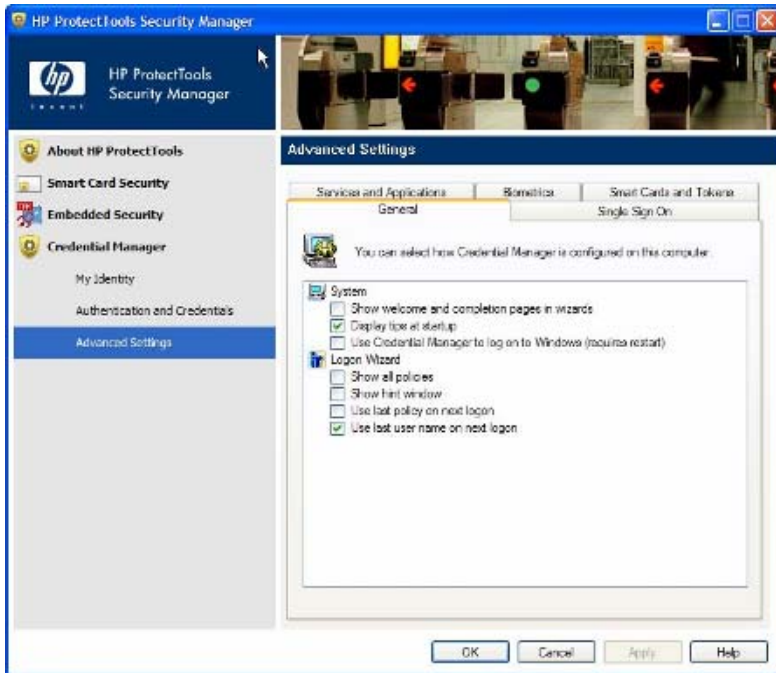 HP ProtectTools Security Manager
hp
invent
HP ProtectTools
Security Manager
About HP ProtectTools
Smart Card Security
Embedded Security
Credential Manager
My Identity
Authentication and Credentials
Advanced Settings
Advanced Settings
Services and Applications
Biometrics
Smart Cards and Tokens
General
Single Sign On
You can select how Credential Manager is configured on this computer.
System
Show welcome and completion pages in wizards
Display tips at startup
Use Credential Manager to log on to Windows (requires restart)
Logon Wizard
Show all policies
Show hint window
Use last policy on next logon
Use last user name on next logon
OK
Cancel
Apply
Help